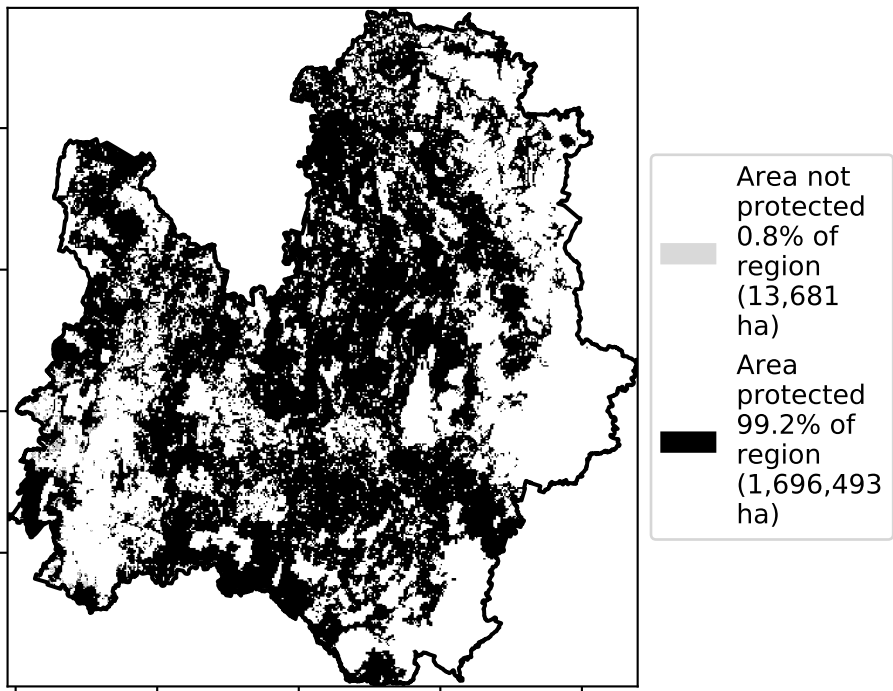 Area not
protected
0.8% of
region
(13,681
ha)
Area
protected
99.2% of
region
(1,696,493
ha)